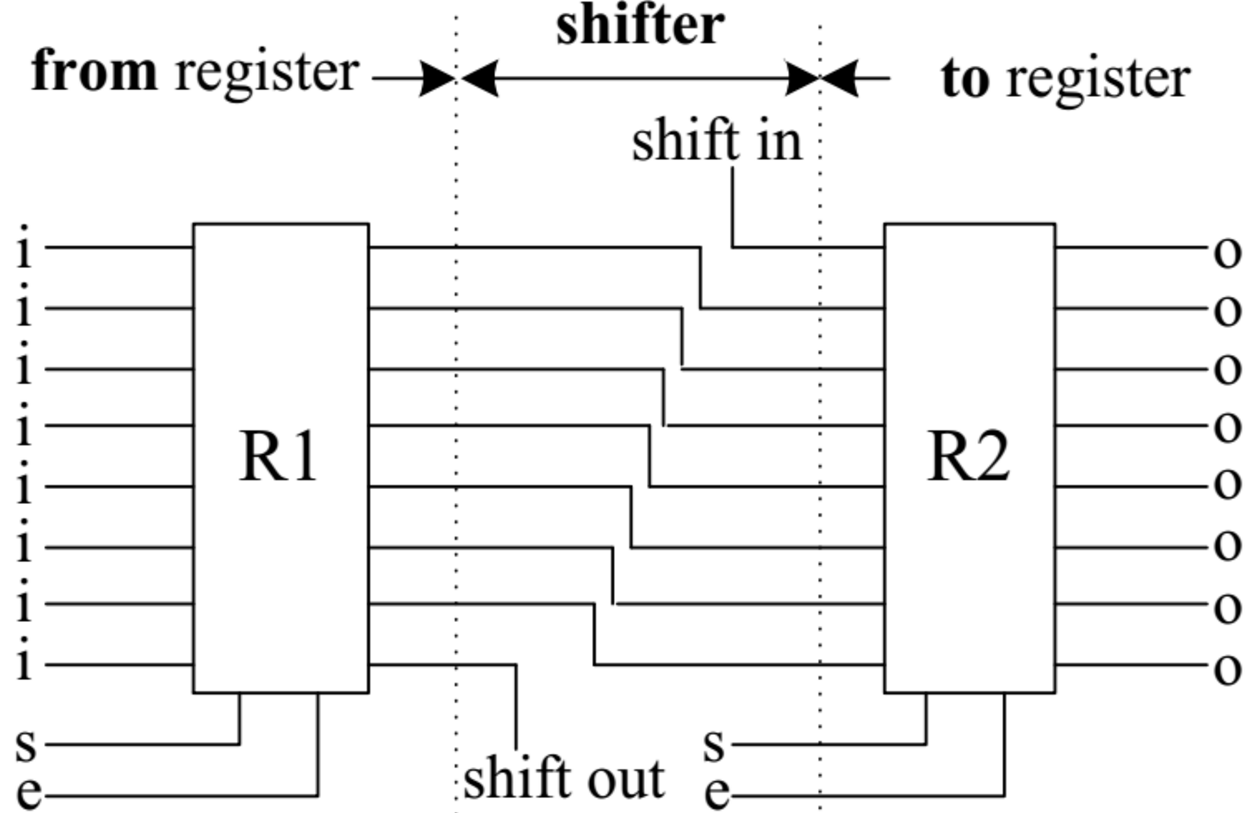 shifter
from register
to register
shift in
i
o
i
o
i
o
i
o
R1
R2
i
o
i
o
i
o
i
o
s
s
shift out
e
e